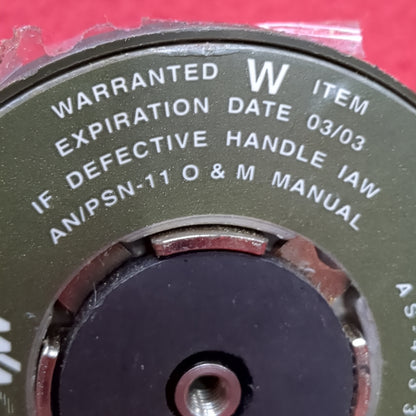 WARRANTED W ITEM
EXPIRATION DATE 03/03
IF DEFECTIVE HANDLE IAW
AN/PSN-11 O & M MANUAL